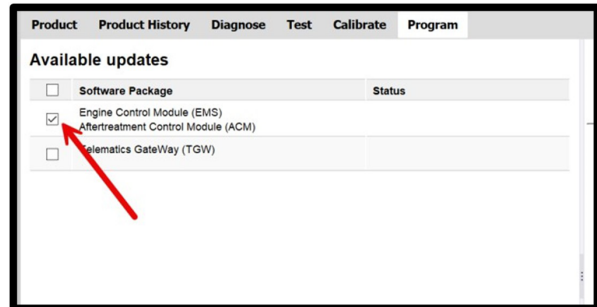 Product Product History Diagnose Test Calibrate Program
Available updates
Software Package Status
Engine Control Module (EMS)
Aftertreatment Control Module (ACM)
Telematics GateWay (TGW)